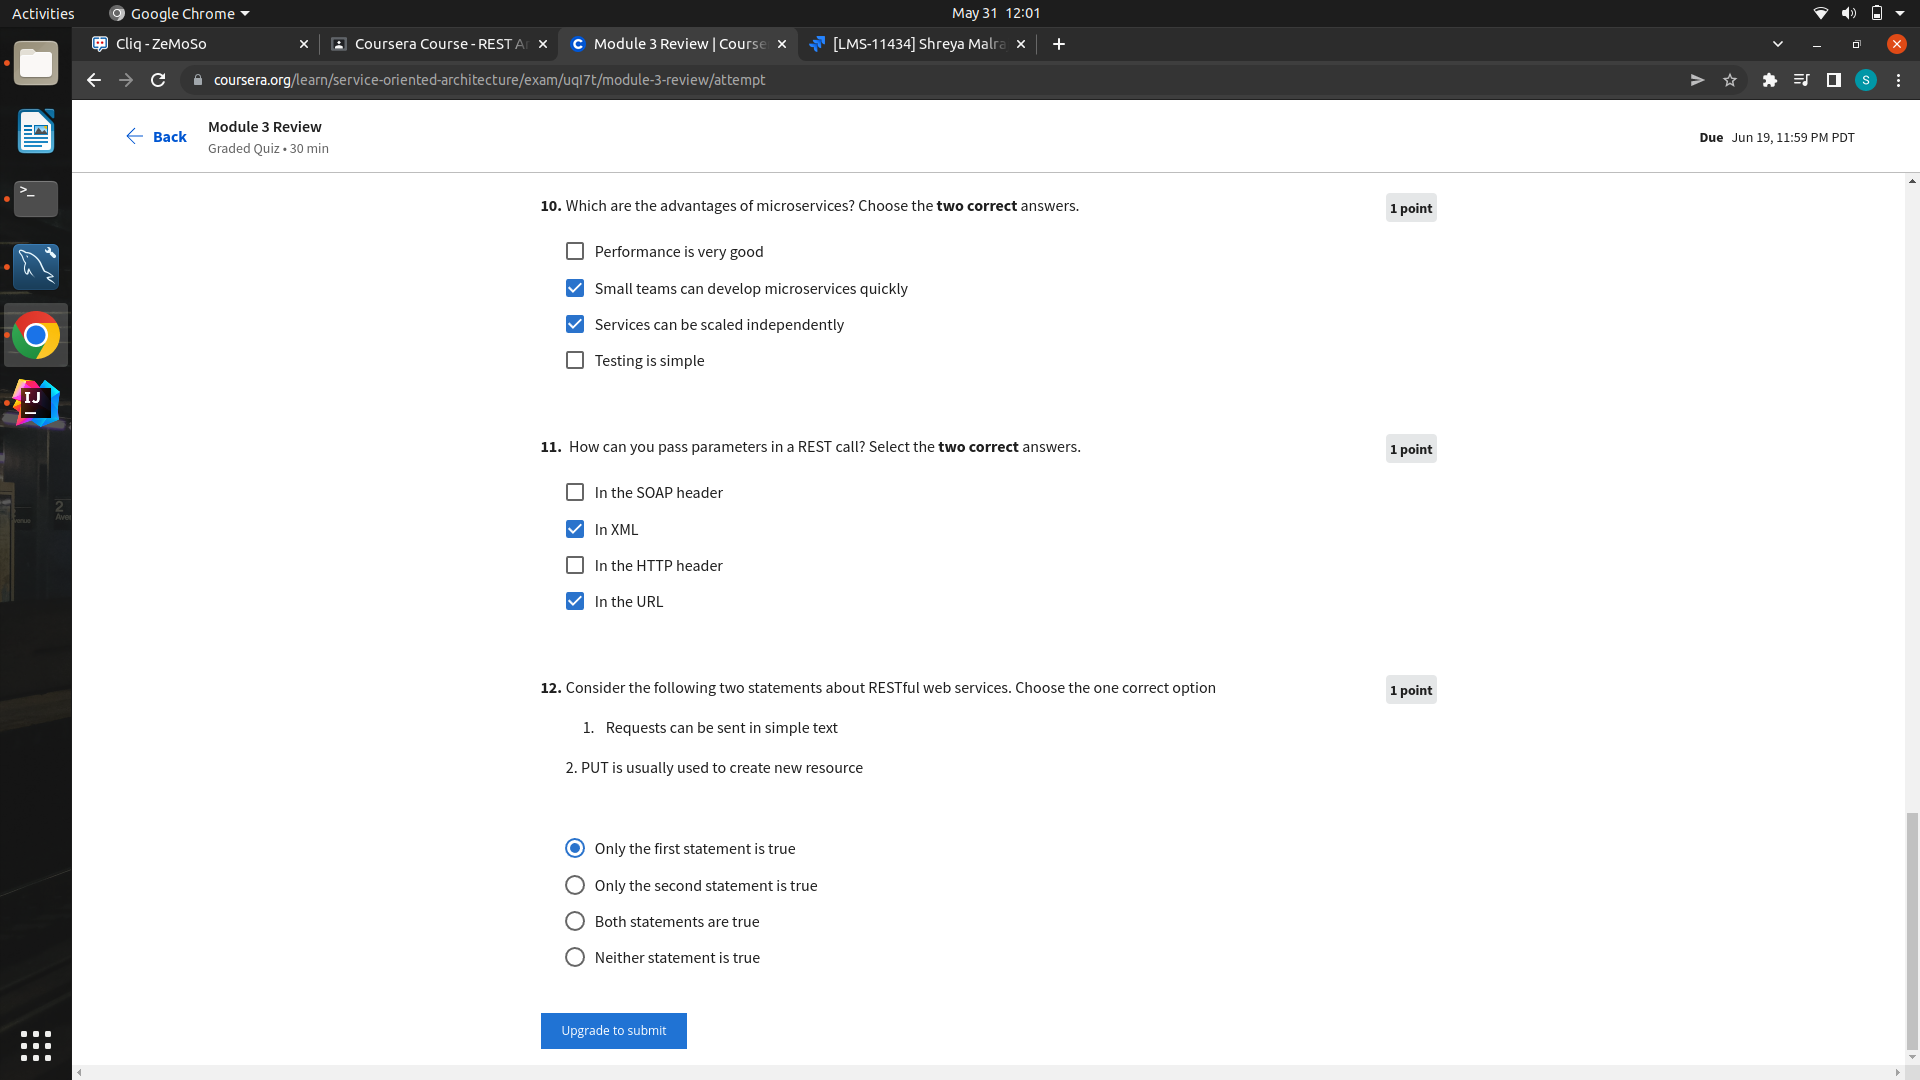 Activities
Google Chrome
May 31 12:01
Cliq - ZeMoSo
Coursera Course - REST Ar
Module 3 Review | Course
[LMS-11434] Shreya Malra
coursera.org/learn/service-oriented-architecture/exam/uqI7t/module-3-review/attempt
S
Back
Module 3 Review
Graded Quiz • 30 min
Due Jun 19, 11:59 PM PDT
10. Which are the advantages of microservices? Choose the two correct answers.
1 point
Performance is very good
Small teams can develop microservices quickly
Services can be scaled independently
Testing is simple
11. How can you pass parameters in a REST call? Select the two correct answers.
1 point
In the SOAP header
In XML
In the HTTP header
In the URL
12. Consider the following two statements about RESTful web services. Choose the one correct option
1 point
1. Requests can be sent in simple text
2. PUT is usually used to create new resource
Only the first statement is true
Only the second statement is true
Both statements are true
Neither statement is true
Upgrade to submit
>_
IJ
2